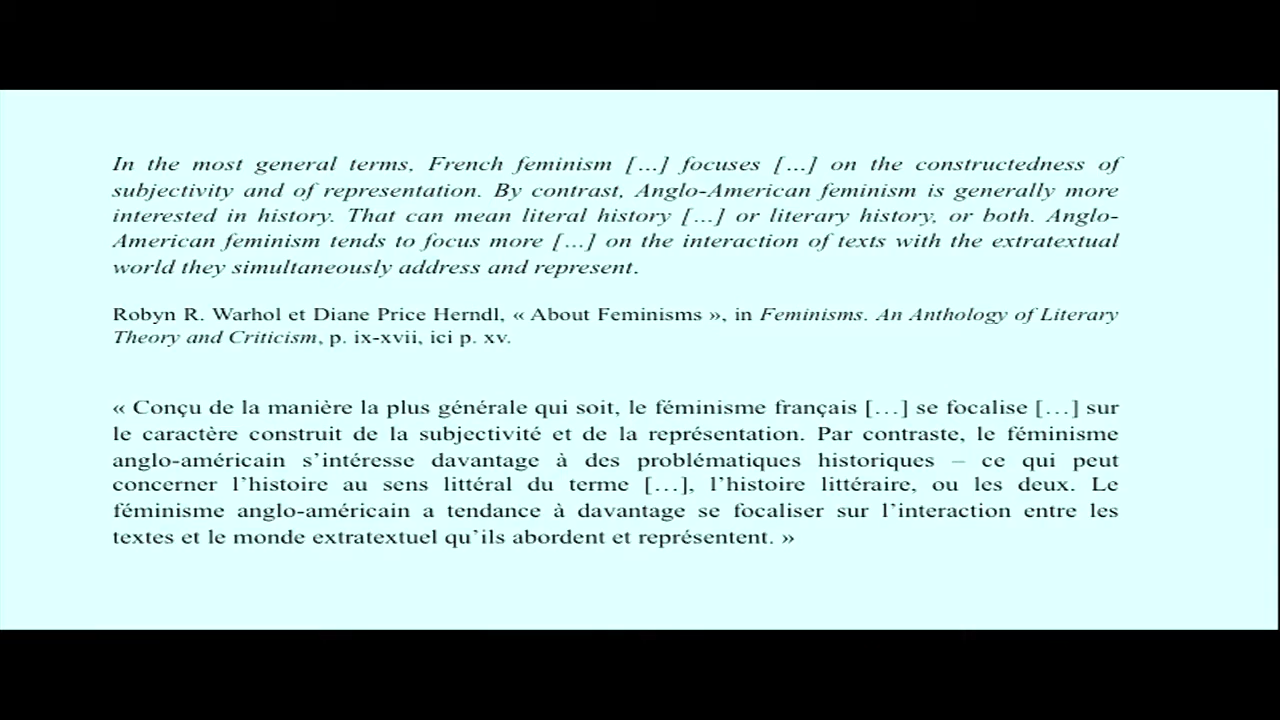 In the most general terms, French feminism […] focuses […] on the constructedness of
subjectivity and of representation. By contrast, Anglo-American feminism is generally more
interested in history. That can mean literal history […] or literary history, or both. Anglo-
American feminism tends to focus more […] on the interaction of texts with the extratextual
world they simultaneously address and represent.
Robyn R. Warhol et Diane Price Herndl, « About Feminisms », in Feminisms. An Anthology of Literary
Theory and Criticism, p. ix-xvii, ici p. xv.
« Conçu de la manière la plus générale qui soit, le féminisme français […] se focalise […] sur
le caractère construit de la subjectivité et de la représentation. Par contraste, le féminisme
anglo-américain s’intéresse davantage à des problématiques historiques – ce qui peut
concerner l’histoire au sens littéral du terme […], l’histoire littéraire, ou les deux. Le
féminisme anglo-américain a tendance à davantage se focaliser sur l’interaction entre les
textes et le monde extratextuel qu’ils abordent et représentent. »